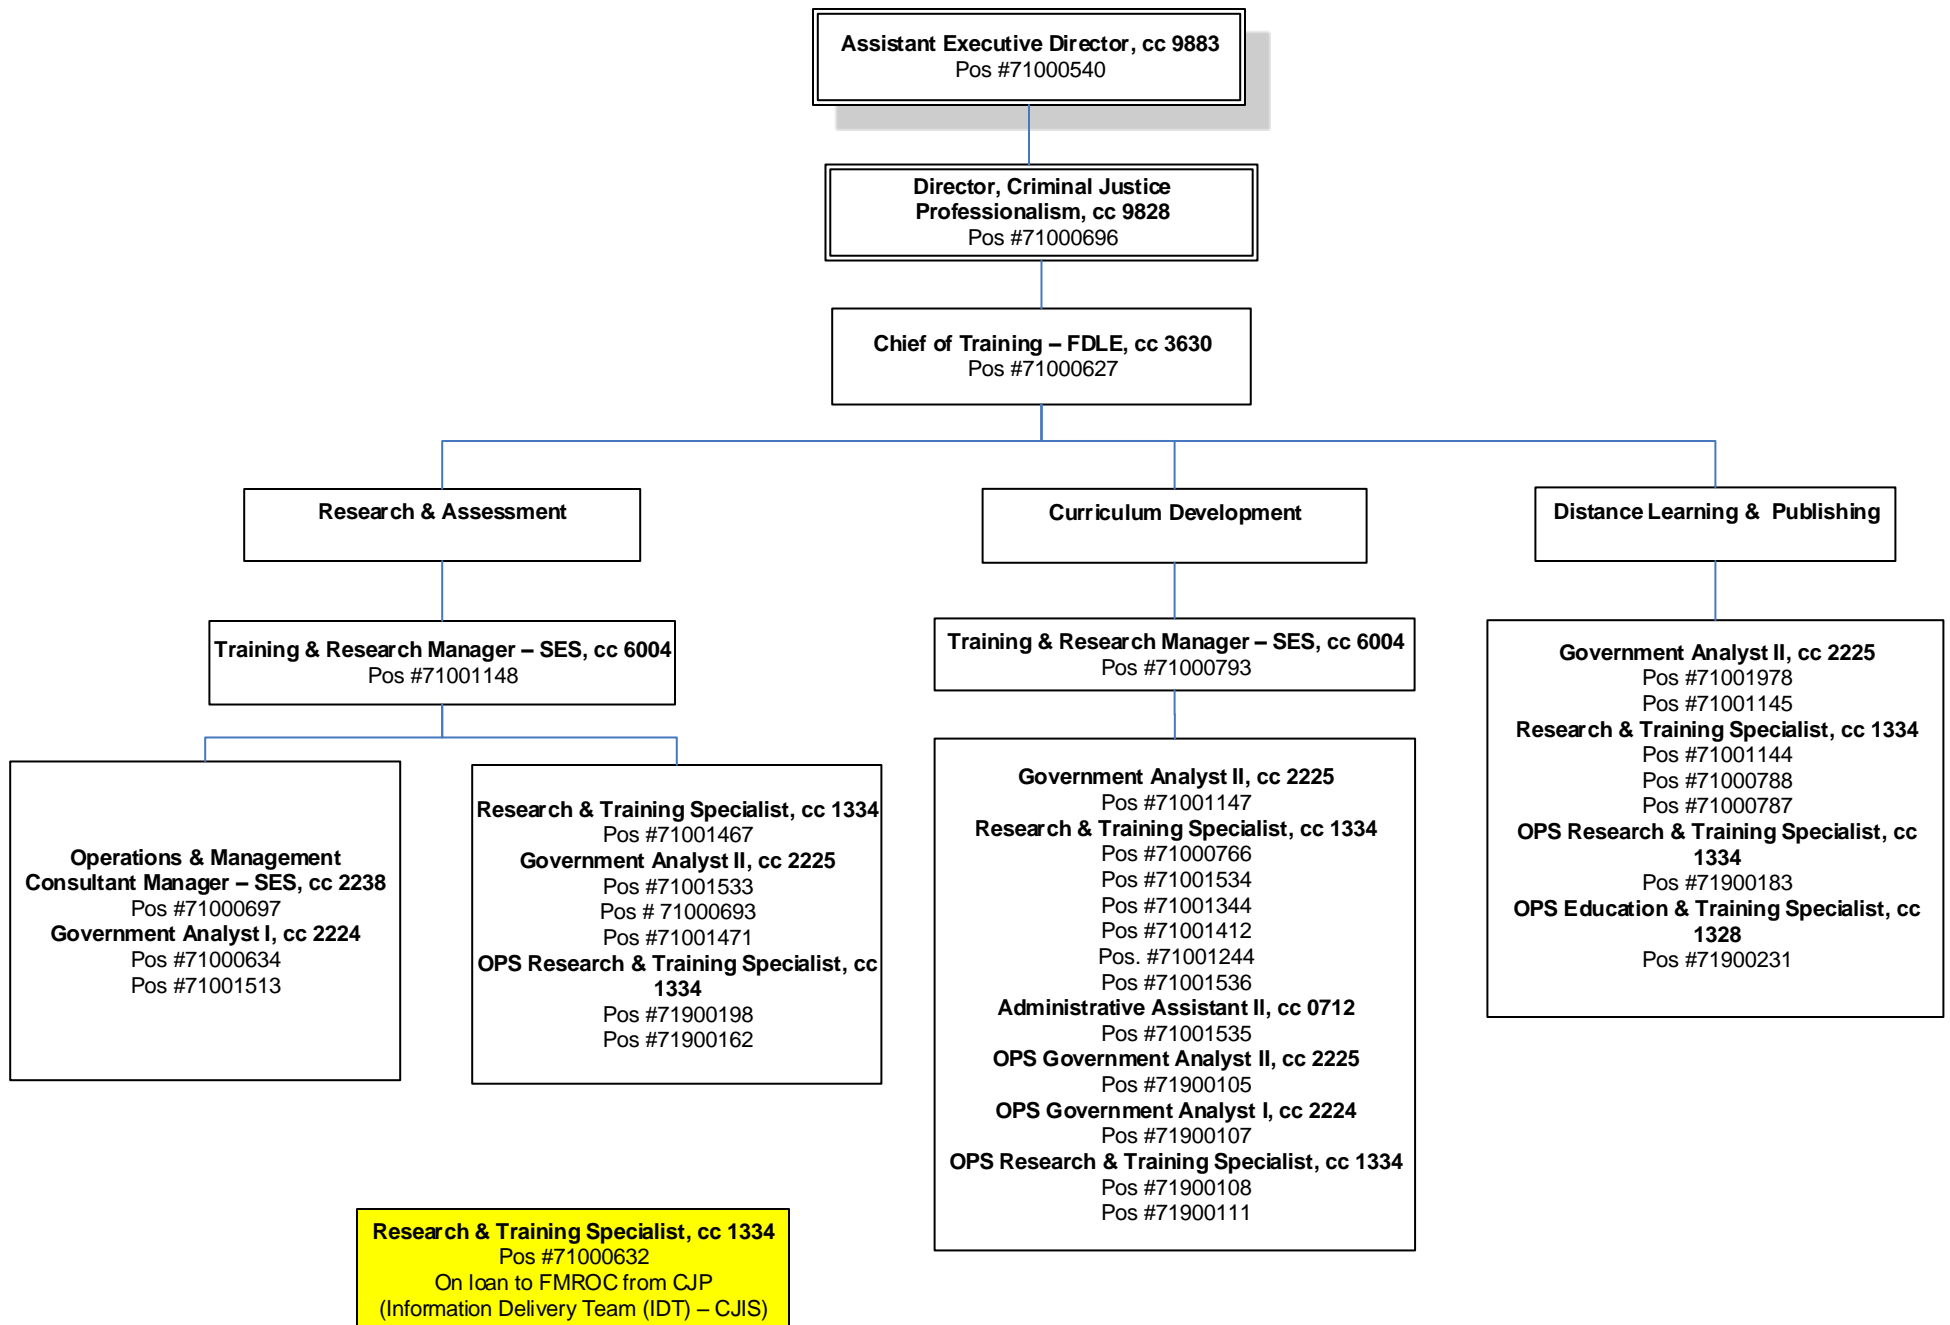 Assistant Executive Director, cc 9883
Pos #71000540
Director, Criminal Justice
Professionalism, cc 9828
Pos #71000696
Chief of Training – FDLE, cc 3630
Pos #71000627
Research & Assessment
Curriculum Development
Distance Learning & Publishing
Training & Research Manager – SES, cc 6004
Pos #71001148
Training & Research Manager – SES, cc 6004
Pos #71000793
Operations & Management
Consultant Manager – SES, cc 2238
Pos #71000697
Government Analyst I, cc 2224
Pos #71000634
Pos #71001513
Research & Training Specialist, cc 1334
Pos #71001467
Government Analyst II, cc 2225
Pos #71001533
Pos # 71000693
Pos #71001471
OPS Research & Training Specialist, cc
1334
Pos #71900198
Pos #71900162
Government Analyst II, cc 2225
Pos #71001147
Research & Training Specialist, cc 1334
Pos #71000766
Pos #71001534
Pos #71001344
Pos #71001412
Pos. #71001244
Pos #71001536
Administrative Assistant II, cc 0712
Pos #71001535
OPS Government Analyst II, cc 2225
Pos #71900105
OPS Government Analyst I, cc 2224
Pos #71900107
OPS Research & Training Specialist, cc 1334
Pos #71900108
Pos #71900111
Government Analyst II, cc 2225
Pos #71001978
Pos #71001145
Research & Training Specialist, cc 1334
Pos #71001144
Pos #71000788
Pos #71000787
OPS Research & Training Specialist, cc
1334
Pos #71900183
OPS Education & Training Specialist, cc
1328
Pos #71900231
Research & Training Specialist, cc 1334
Pos #71000632
On loan to FMROC from CJP
(Information Delivery Team (IDT) – CJIS)